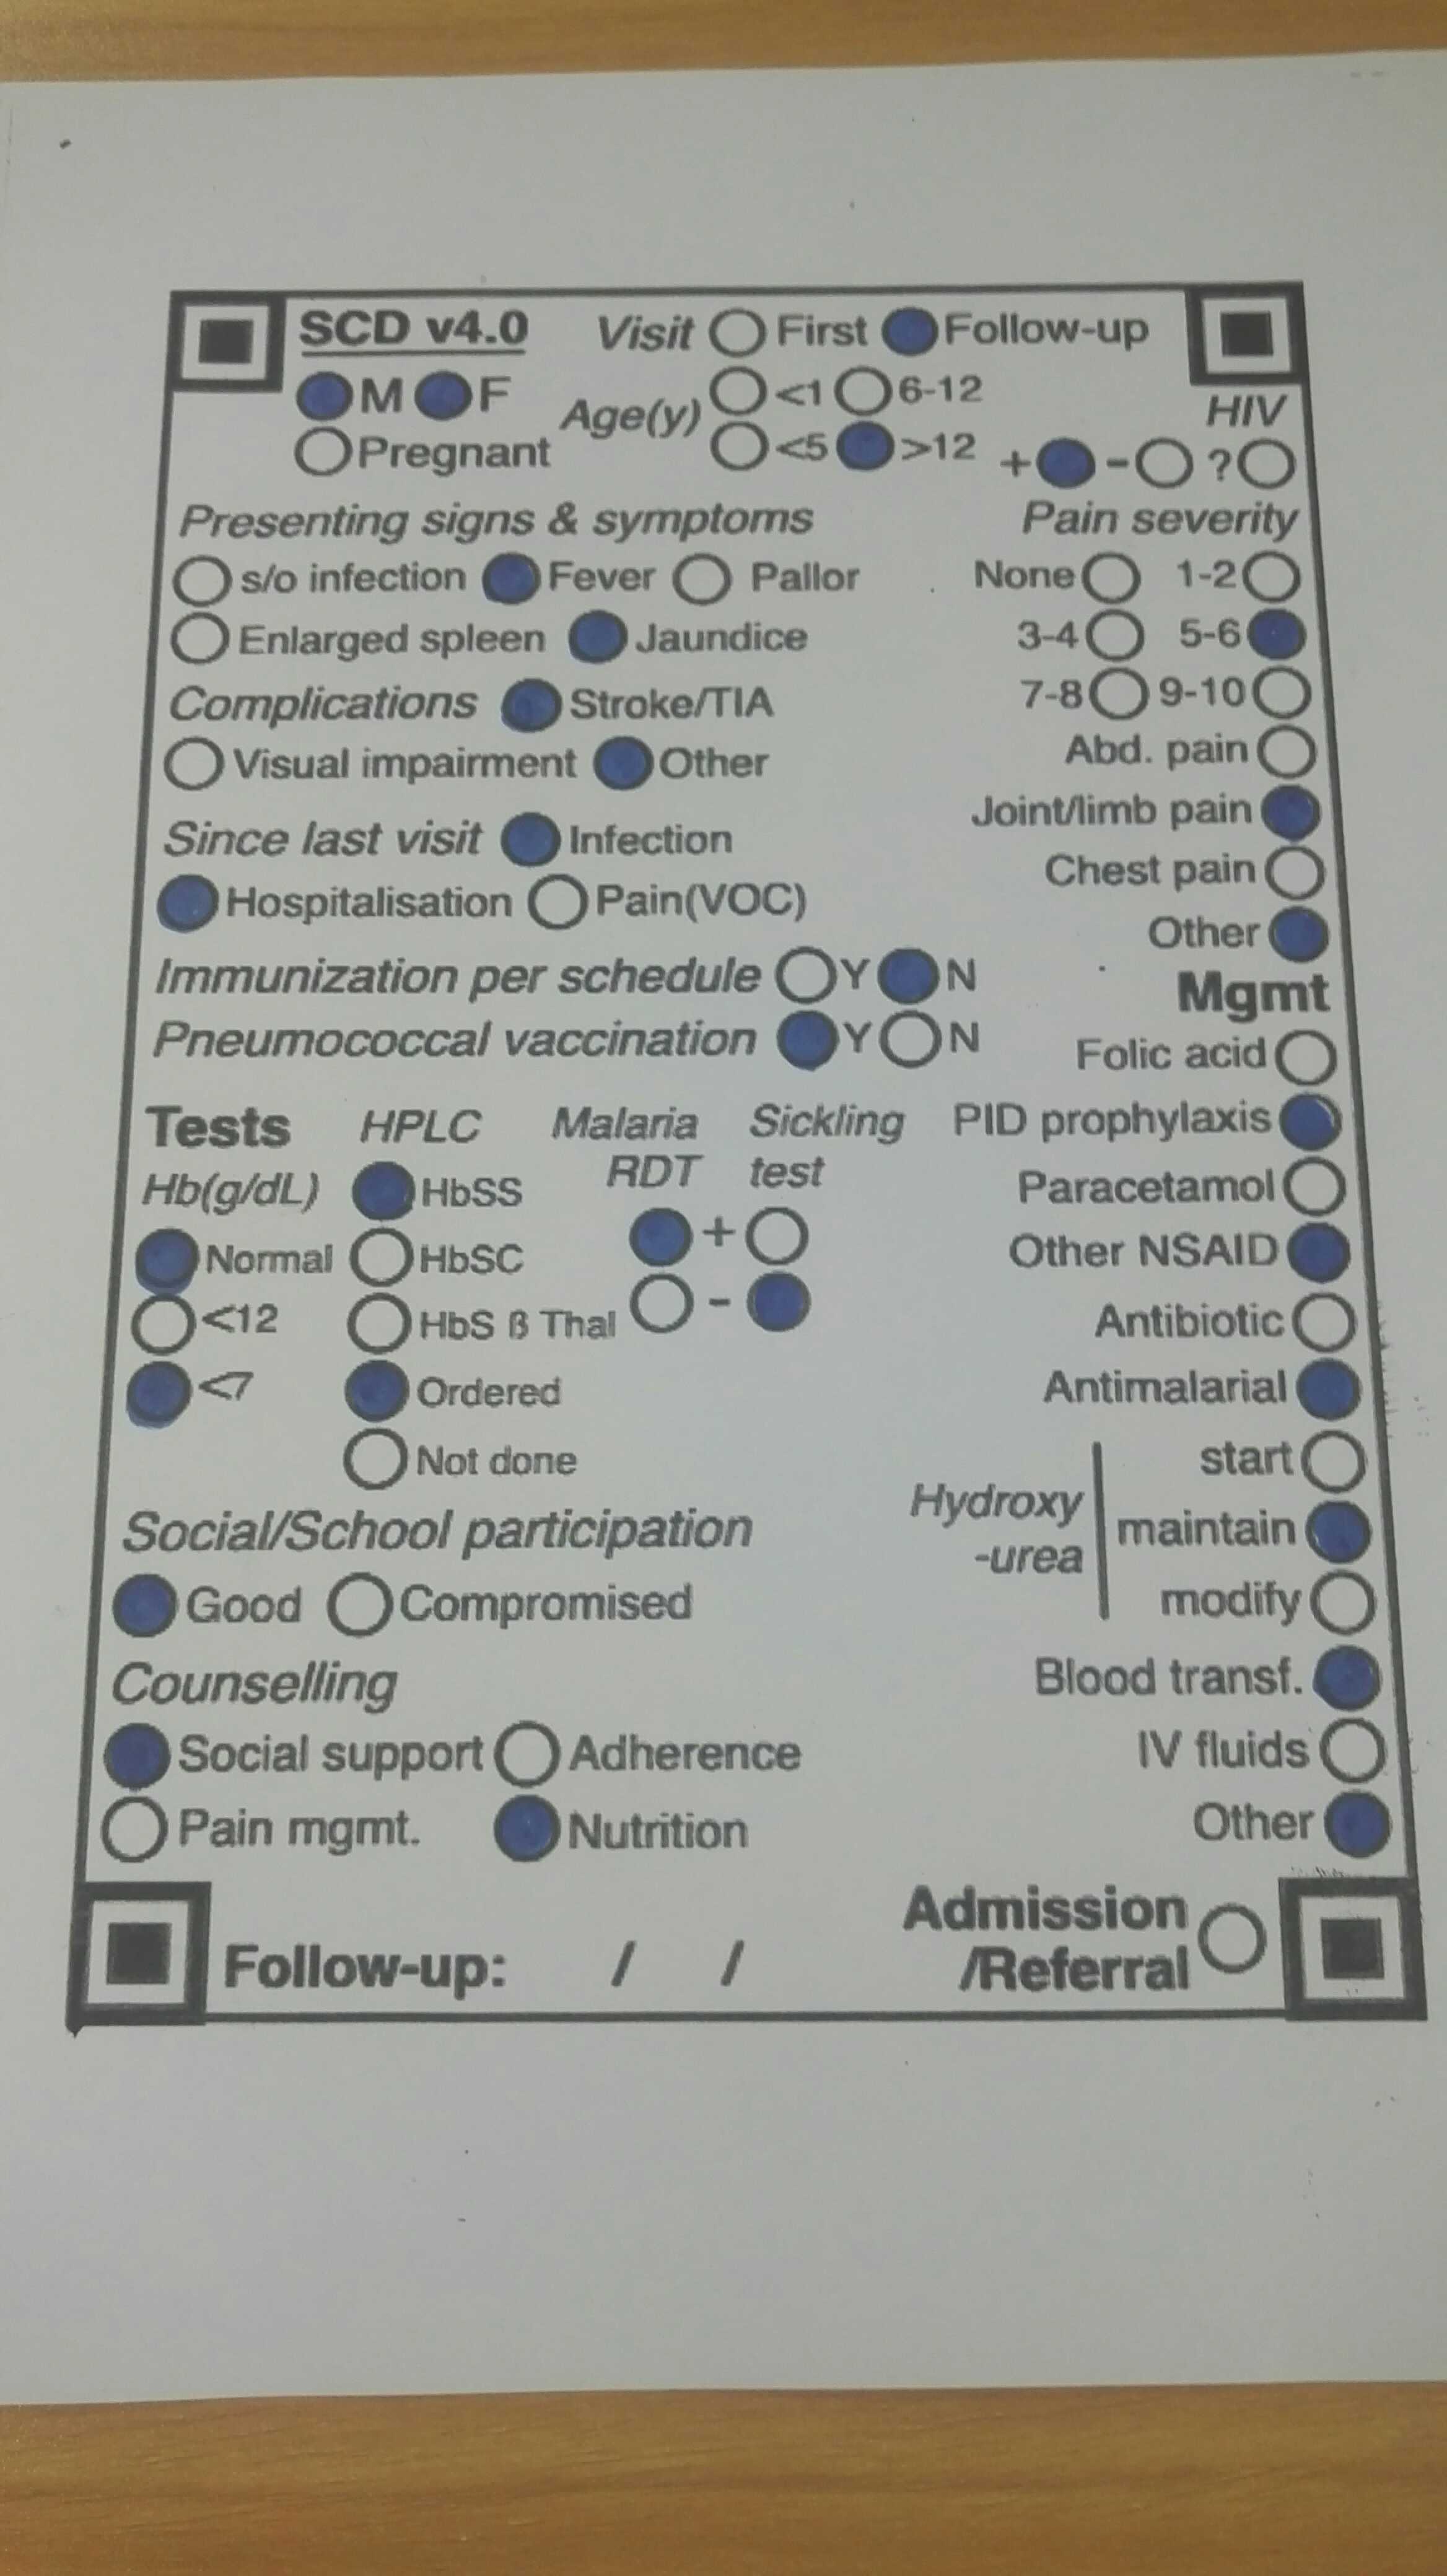 SCD v4.0 Visit First Follow-up
M F Age(y) <1 6-12 HIV
Pregnant <5 >12 + - ?
Presenting signs & symptoms
s/o infection Fever Pallor
Enlarged spleen Jaundice
Complications Stroke/TIA
Visual impairment Other
Since last visit Infection
Hospitalisation Pain(VOC)
Immunization per schedule Y N
Pneumococcal vaccination Y N
Pain severity
None 1-2
3-4 5-6
7-8 9-10
Abd. pain
Joint/limb pain
Chest pain
Other
Tests HPLC Malaria Sickling
RDT test
Hb(g/dL) HbSS
Normal HbSC +
<12 HbS ß Thal -
<7 Ordered
Not done
Social/School participation
Good Compromised
Counselling
Social support Adherence
Pain mgmt. Nutrition
Mgmt
Folic acid
PID prophylaxis
Paracetamol
Other NSAID
Antibiotic
Antimalarial
Hydroxy
-urea
start
maintain
modify
Blood transf.
IV fluids
Other
Follow-up: / /
Admission
/Referral